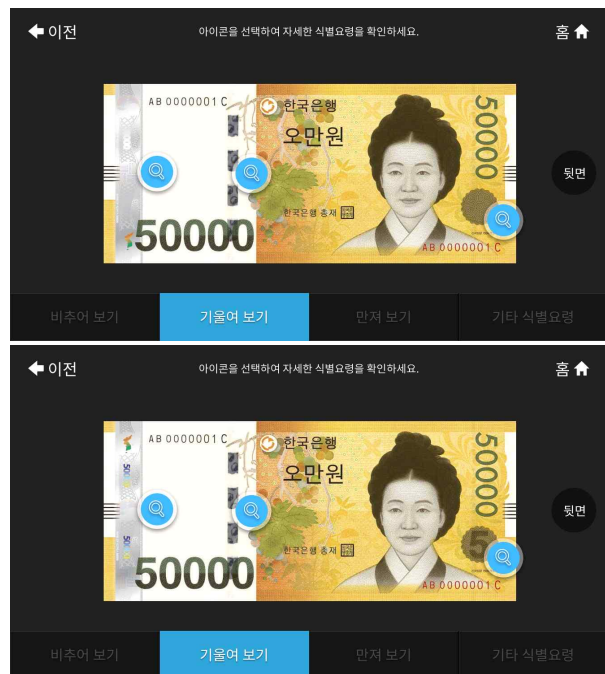 이전
아이콘을 선택하여 자세한 식별요령을 확인하세요.
홈
AB 0000001 C
한국은행
오만원
50000
한국은행 총재
50000
AB 0000001 C
뒷면
비추어 보기
기울여 보기
만져 보기
기타 식별요령
이전
아이콘을 선택하여 자세한 식별요령을 확인하세요.
홈
AB 0000001 C
한국은행
오만원
50000
한국은행 총재
50000
AB 0000001 C
뒷면
비추어 보기
기울여 보기
만져 보기
기타 식별요령